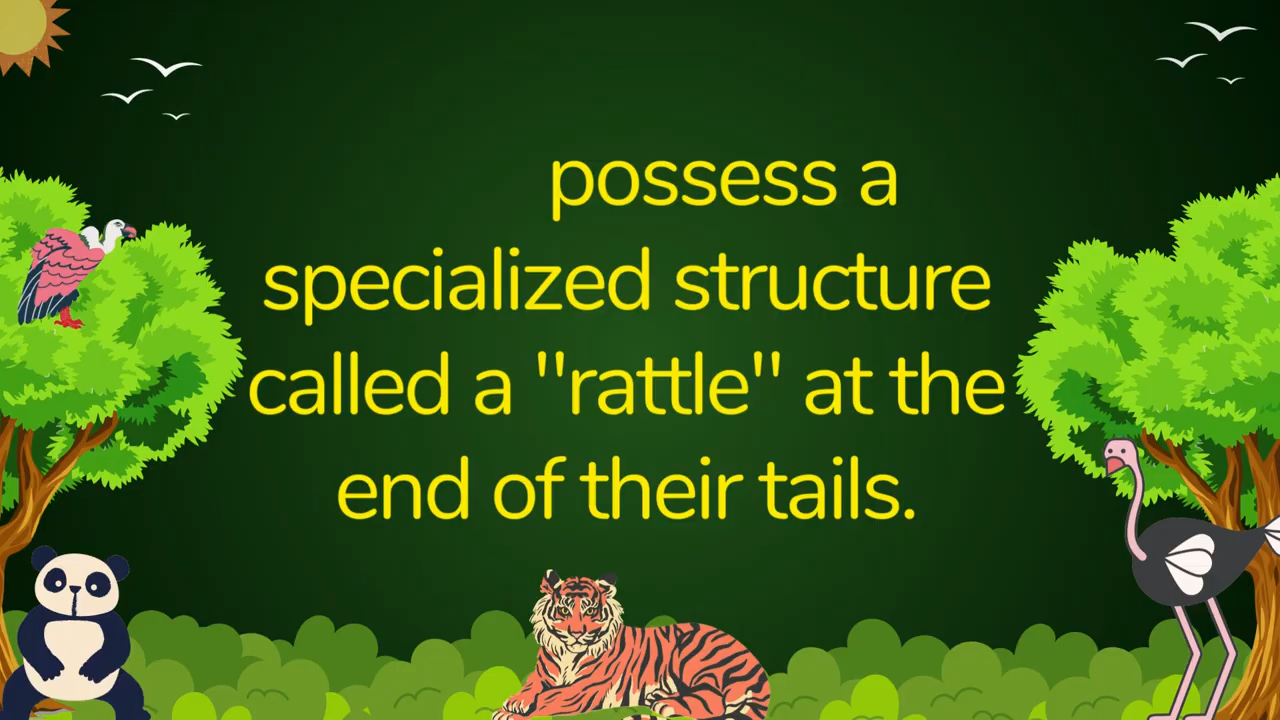 possess a
specialized structure
called a "rattle" at the
end of their tails.